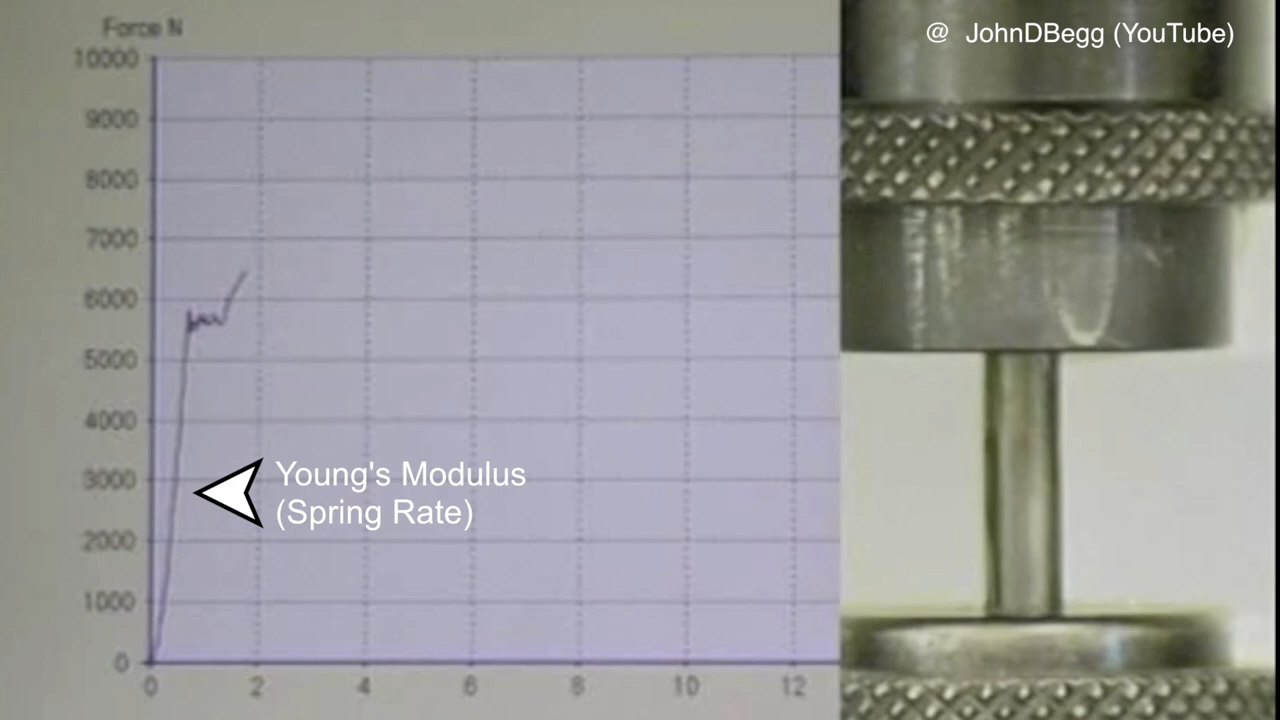 Force N
@ JohnDBegg (YouTube)
10000
9000
8000
7000
6000
5000
4000
3000
2000
1000
0
Young's Modulus
(Spring Rate)
0 2 4 6 8 10 12